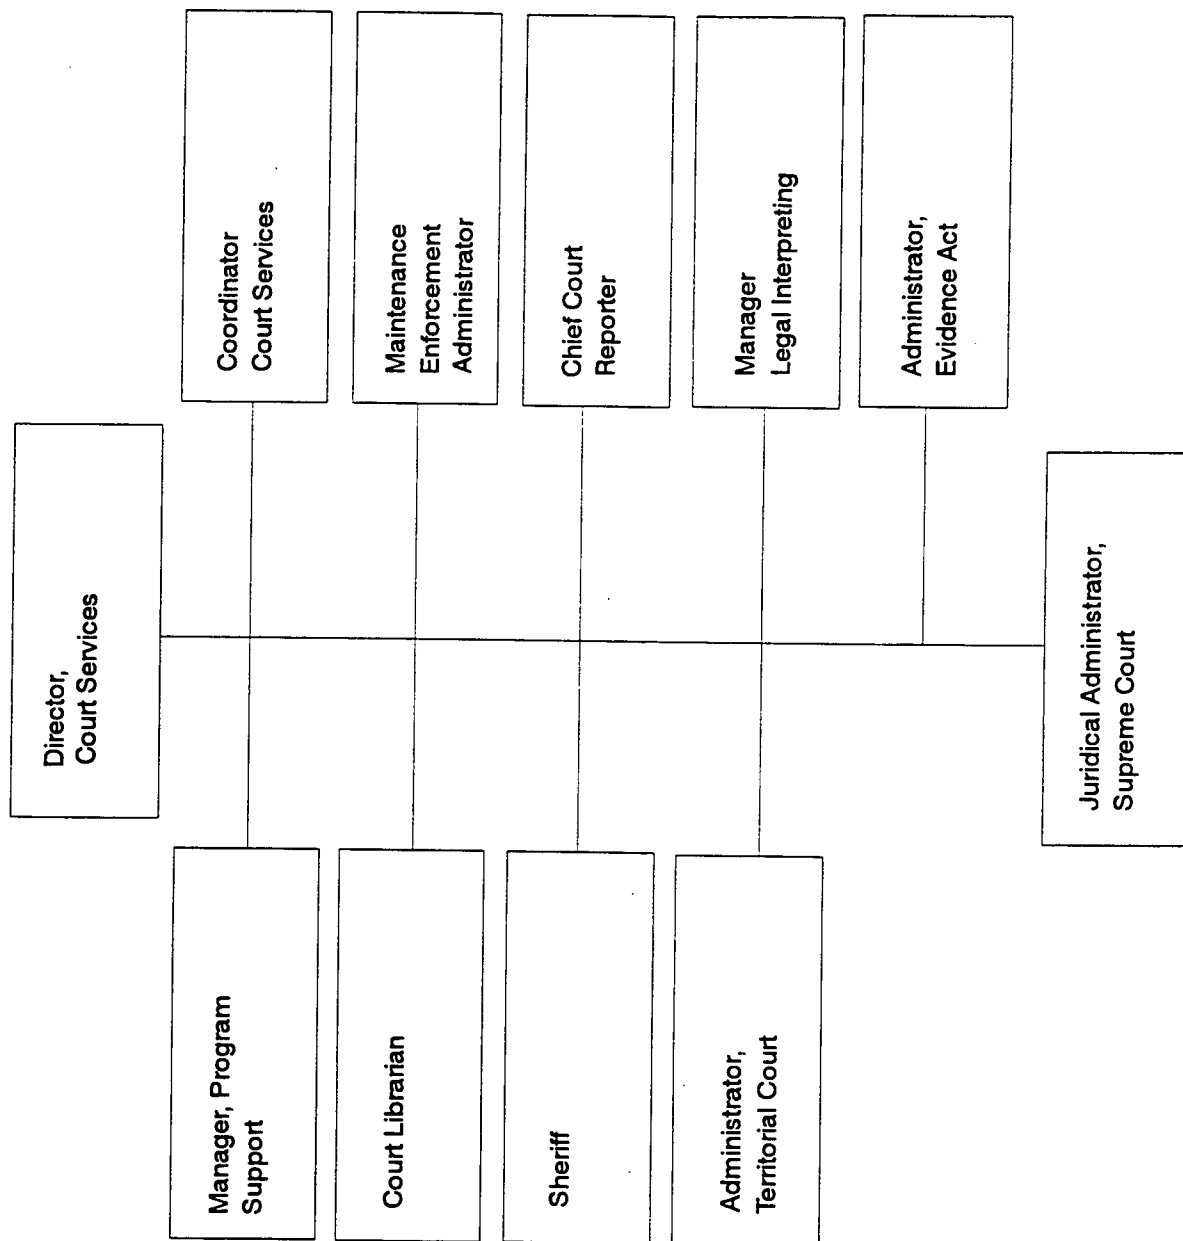 Director,
Court Services
Coordinator
Court Services
Maintenance
Enforcement
Administrator
Chief Court
Reporter
Manager
Legal Interpreting
Administrator,
Evidence Act
Manager, Program
Support
Court Librarian
Sheriff
Administrator,
Territorial Court
Juridical Administrator,
Supreme Court